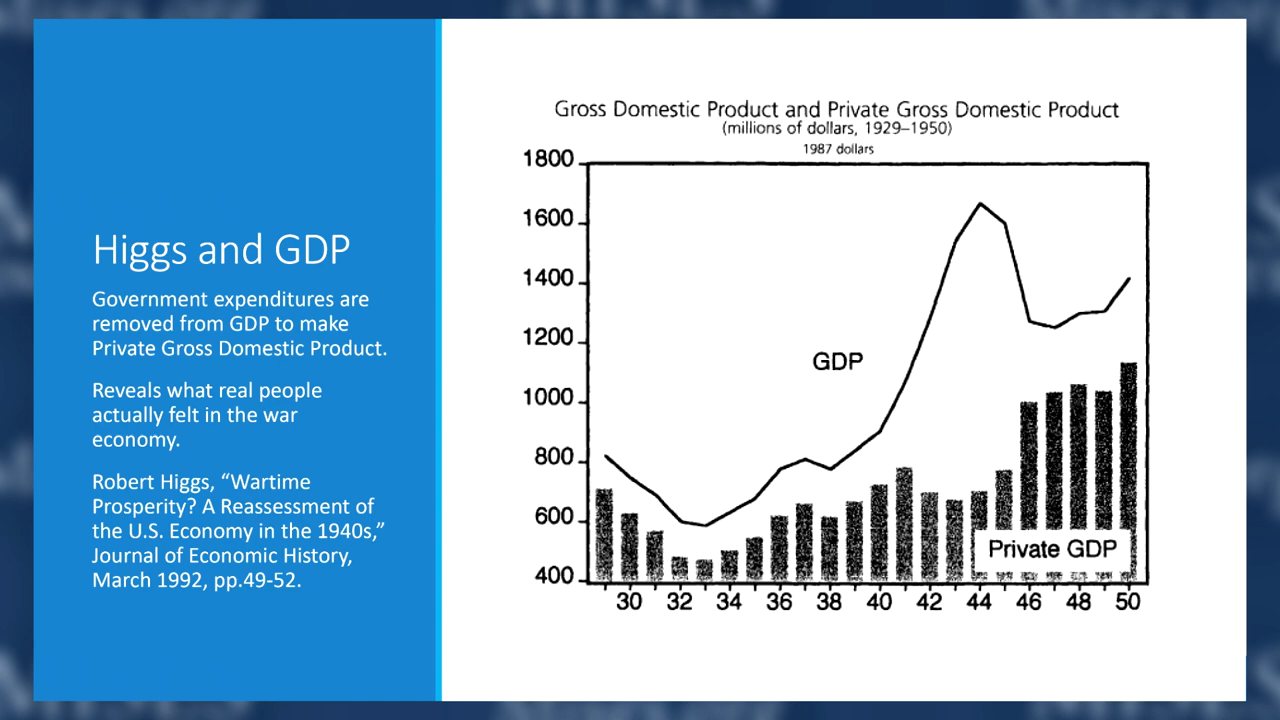 Higgs and GDP
Government expenditures are
removed from GDP to make
Private Gross Domestic Product.
Reveals what real people
actually felt in the war
economy.
Robert Higgs, “Wartime
Prosperity? A Reassessment of
the U.S. Economy in the 1940s,”
Journal of Economic History,
March 1992, pp.49-52.
Gross Domestic Product and Private Gross Domestic Product
(millions of dollars, 1929–1950)
1987 dollars
1800
1600
1400
1200
1000
800
600
400
GDP
Private GDP
30 32 34 36 38 40 42 44 46 48 50